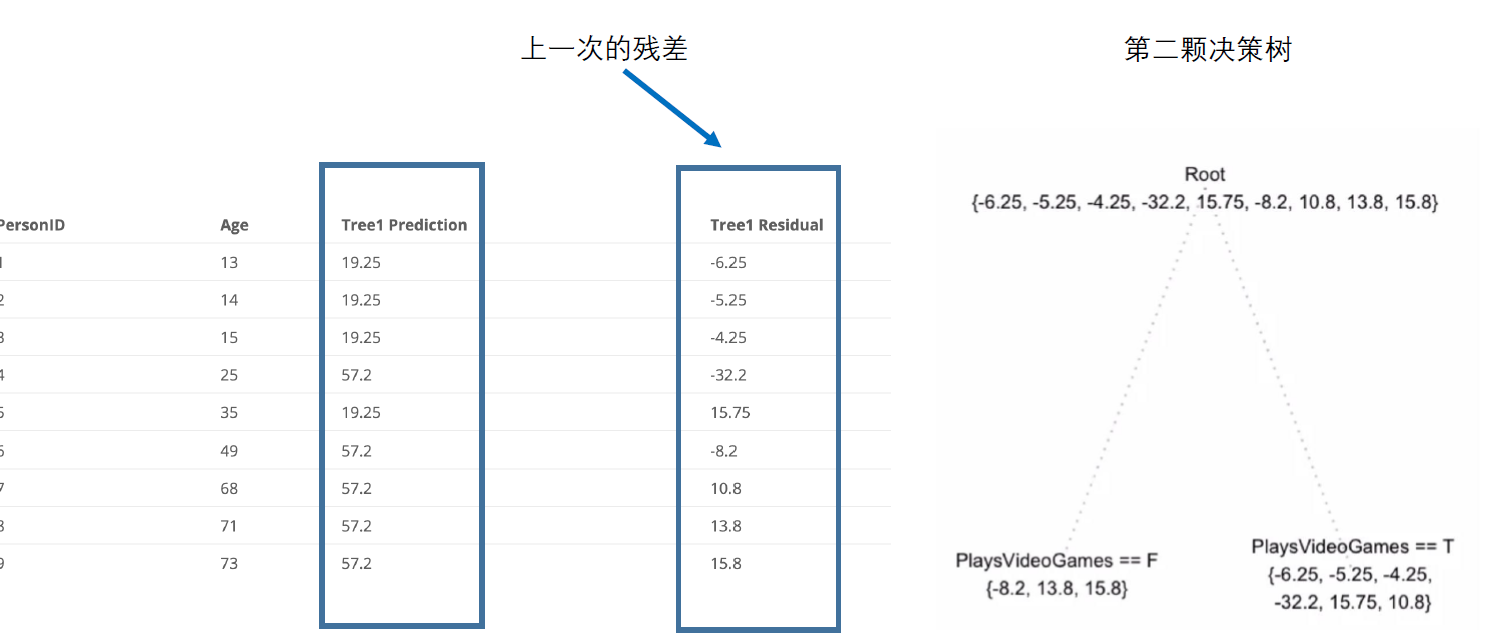 上一次的残差
第二颗决策树
PersonID Age Tree1 Prediction Tree1 Residual
1 13 19.25 -6.25
2 14 19.25 -5.25
3 15 19.25 -4.25
4 25 57.2 -32.2
5 35 19.25 15.75
6 49 57.2 -8.2
7 68 57.2 10.8
8 71 57.2 13.8
9 73 57.2 15.8
Root
{-6.25, -5.25, -4.25, -32.2, 15.75, -8.2, 10.8, 13.8, 15.8}
PlaysVideoGames == F
{-8.2, 13.8, 15.8}
PlaysVideoGames == T
{-6.25, -5.25, -4.25,
-32.2, 15.75, 10.8}